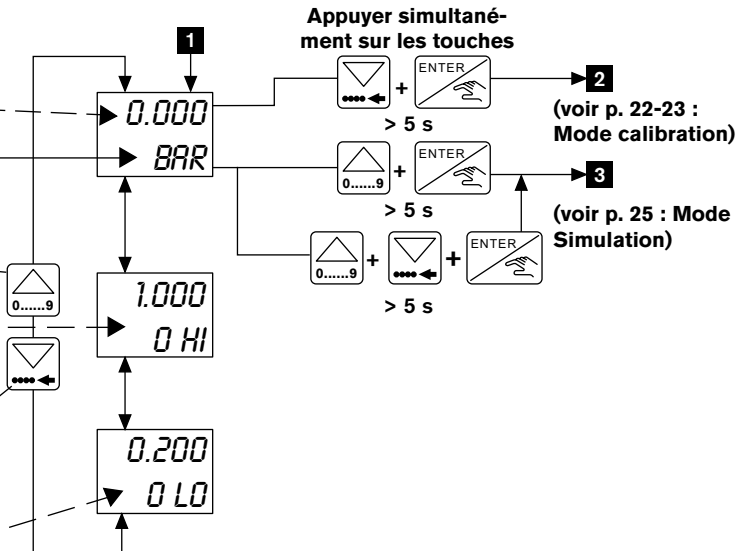 Appuyer simultané-
ment sur les touches
1
ENTER
+
2
> 5 s
(voir p. 22-23 :
Mode calibration)
0.000
BAR
0......9
+
ENTER
3
> 5 s
(voir p. 25 : Mode
Simulation)
0......9
+
+
ENTER
> 5 s
0......9
1.000
0 HI
0.200
0 LO